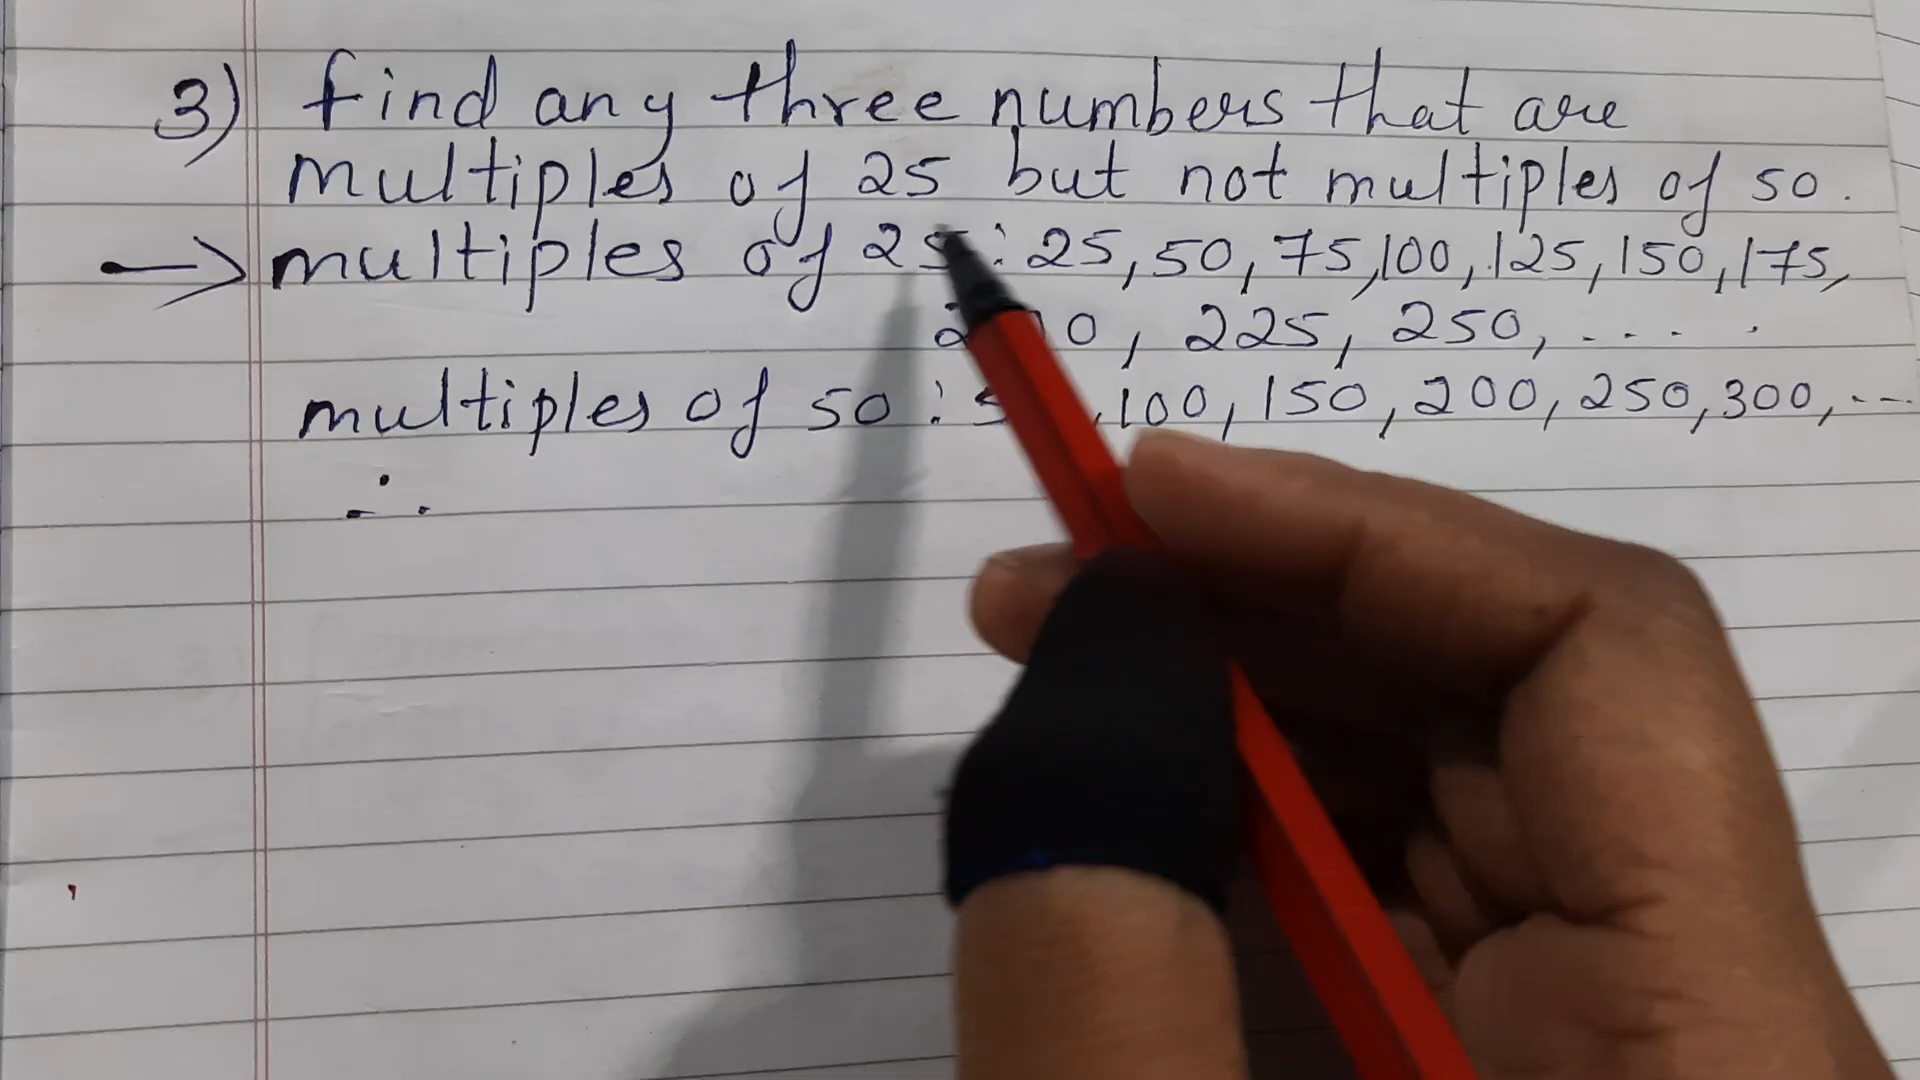 3) find any three numbers that are
multiples of 25 but not multiples of 50.
→ multiples of 25: 25, 50, 75, 100, 125, 150, 175,
225, 250, .....
multiples of 50 : 100, 150, 200, 250, 300, ...
∴